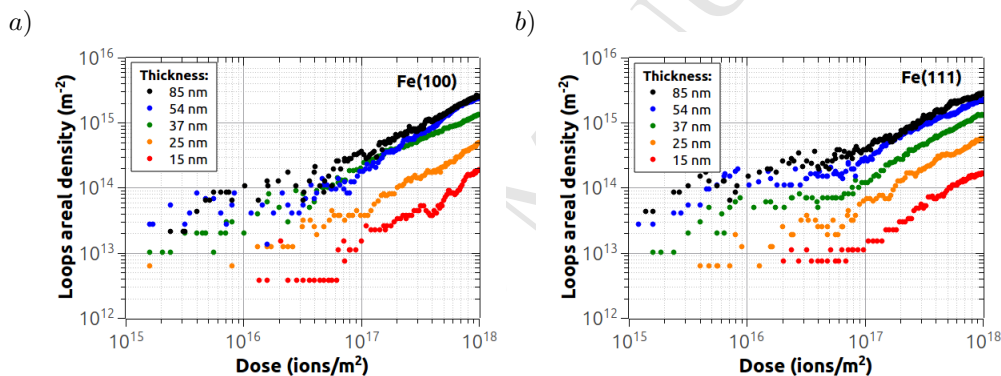 a)
10^16
10^15
10^14
10^13
10^12
Loops areal density (m^-2)
Thickness:
85 nm
54 nm
37 nm
25 nm
15 nm
Fe(100)
10^15 10^16 10^17 10^18
Dose (ions/m^2)
b)
10^16
10^15
10^14
10^13
10^12
Loops areal density (m^-2)
Thickness:
85 nm
54 nm
37 nm
25 nm
15 nm
Fe(111)
10^15 10^16 10^17 10^18
Dose (ions/m^2)